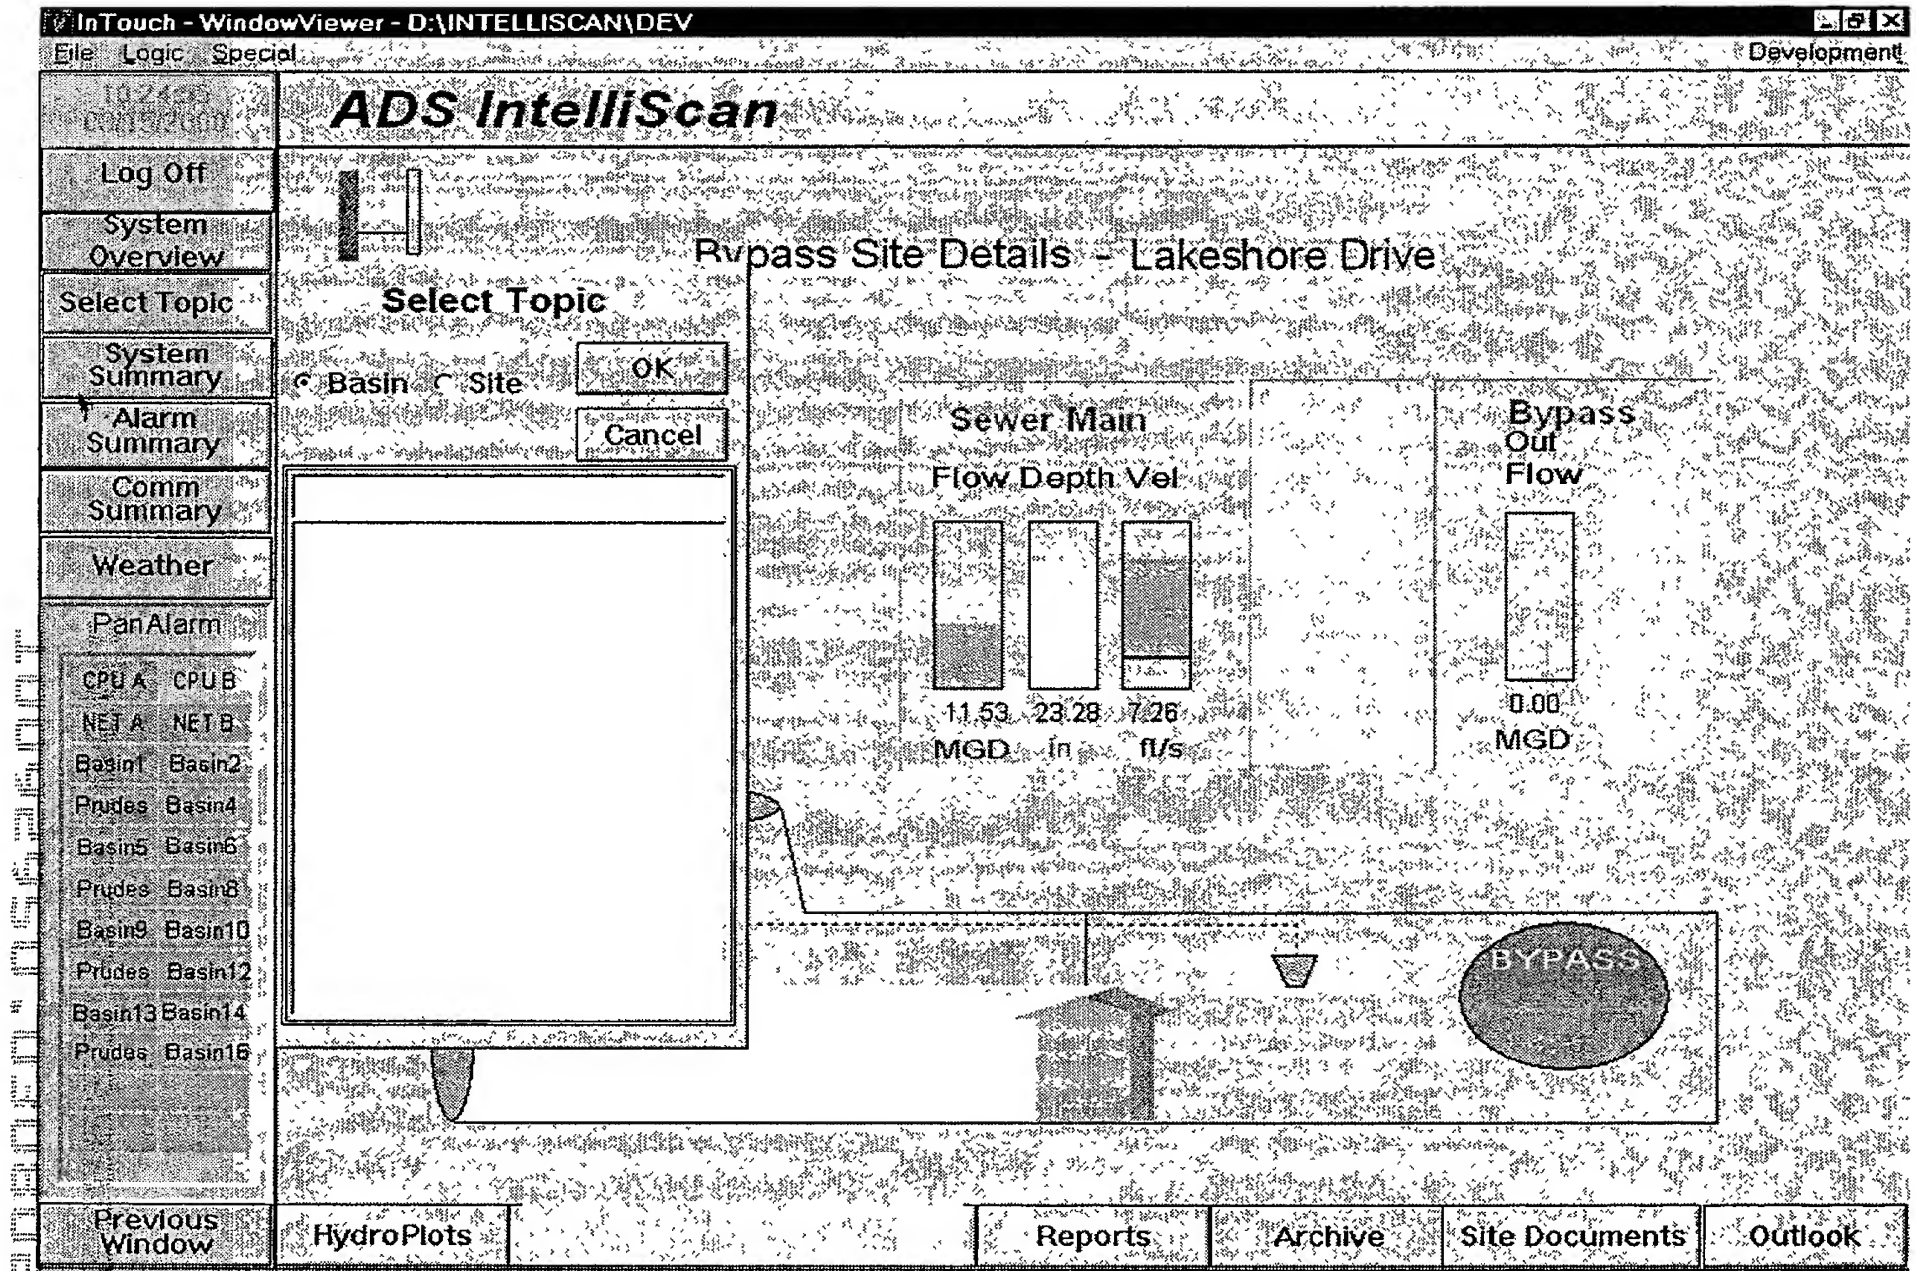 InTouch - WindowViewer - D:\INTELLISCAN\DEV
File Logic Special Development!
ADS IntelliScan
Log Off
System
Overview
Select Topic
System
Summary
Alarm
Summary
Comm
Summary
Weather
PanAlarm
CPU A CPU B
NET A NET B
Basin1 Basin2
Prudes Basin4
Basin5 Basin6
Prudes Basin8
Basin9 Basin10
Prudes Basin12
Basin13 Basin14
Prudes Basin16
Previous
Window
Bypass Site Details - Lakeshore Drive
Select Topic
Basin Site
OK
Cancel
Sewer Main
Flow Depth Vel
11.53 23.28 7.26
MGD in ft/s
Bypass
Out
Flow
0.00
MGD
BYPASS
HydroPlots
Reports
Archive
Site Documents
Outlook